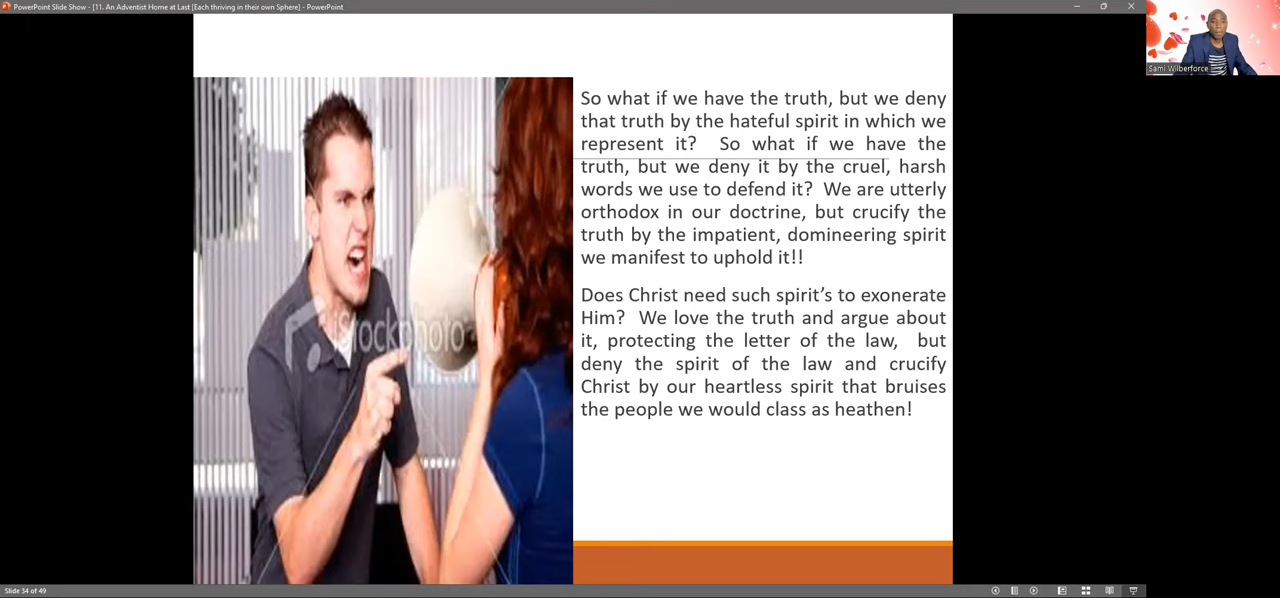 PowerPoint Slide Show - [11. An Adventist Home at Last [Each thriving in their own Sphere] - PowerPoint
Sami Wilberforce
So what if we have the truth, but we deny
that truth by the hateful spirit in which we
represent it? So what if we have the
truth, but we deny it by the cruel, harsh
words we use to defend it? We are utterly
orthodox in our doctrine, but crucify the
truth by the impatient, domineering spirit
we manifest to uphold it!!
Does Christ need such spirit's to exonerate
Him? We love the truth and argue about
it, protecting the letter of the law, but
deny the spirit of the law and crucify
Christ by our heartless spirit that bruises
the people we would class as heathen!
iStockphoto
Slide 34 of 49